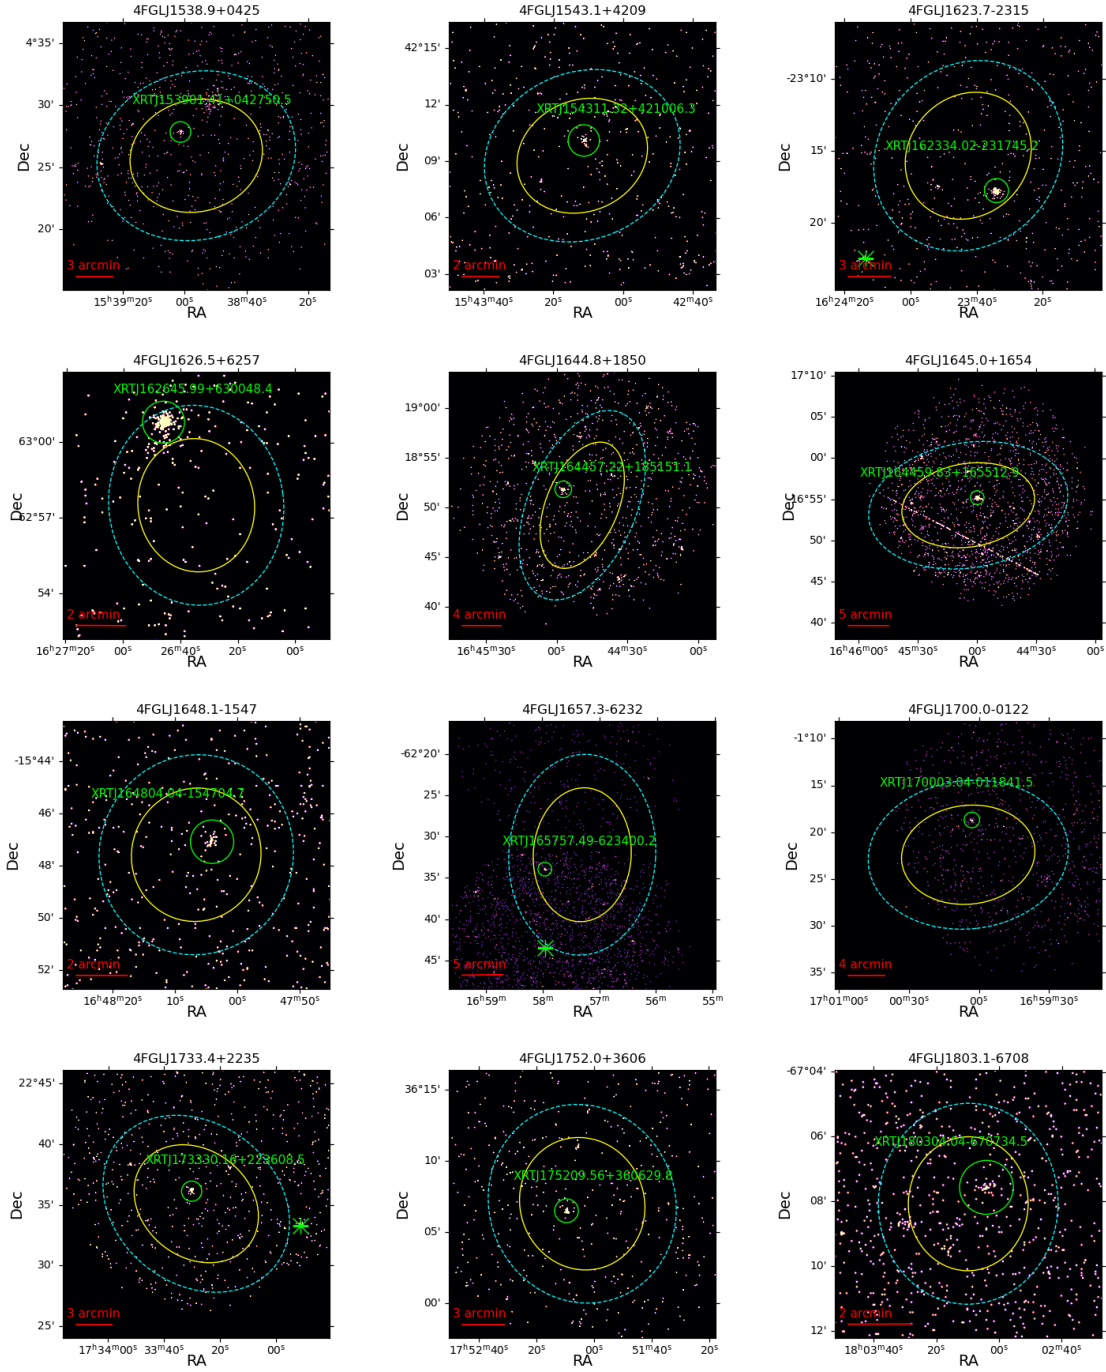 4FGLJ1538.9+0425
4°35'
30'
25'
20'
Dec
XRTJ153901.41+042750.5
3 arcmin
15ʰ39ᵐ20ˢ 00ˢ 38ᵐ40ˢ 20ˢ
RA
4FGLJ1543.1+4209
42°15'
12'
09'
06'
03'
Dec
XRTJ154311.52+421006.3
2 arcmin
15ʰ43ᵐ40ˢ 20ˢ 00ˢ 42ᵐ40ˢ
RA
4FGLJ1623.7-2315
-23°10'
15'
20'
Dec
XRTJ162334.02-231745.2
3 arcmin
16ʰ24ᵐ20ˢ 00ˢ 23ᵐ40ˢ 20ˢ
RA
4FGLJ1626.5+6257
63°00'
62°57'
54'
Dec
XRTJ162645.99+630048.4
2 arcmin
16ʰ27ᵐ20ˢ 00ˢ 26ᵐ40ˢ 20ˢ 00ˢ
RA
4FGLJ1644.8+1850
19°00'
18°55'
50'
45'
40'
Dec
XRTJ164457.22+185151.1
4 arcmin
16ʰ45ᵐ30ˢ 00ˢ 44ᵐ30ˢ
RA
4FGLJ1645.0+1654
17°10'
05'
00'
16°55'
50'
45'
40'
Dec
XRTJ164459.83+165512.9
5 arcmin
16ʰ46ᵐ00ˢ 45ᵐ30ˢ 00ˢ 44ᵐ30ˢ 00ˢ
RA
4FGLJ1648.1-1547
-15°44'
46'
48'
50'
52'
Dec
XRTJ164804.04-154704.7
2 arcmin
16ʰ48ᵐ20ˢ 10ˢ 00ˢ 47ᵐ50ˢ
RA
4FGLJ1657.3-6232
-62°20'
25'
30'
35'
40'
45'
Dec
XRTJ165757.49-623400.2
5 arcmin
16ʰ59ᵐ 58ᵐ 57ᵐ 56ᵐ 55ᵐ
RA
4FGLJ1700.0-0122
-1°10'
15'
20'
25'
30'
35'
Dec
XRTJ170003.04-011841.5
4 arcmin
17ʰ01ᵐ00ˢ 00ᵐ30ˢ 00ˢ 16ʰ59ᵐ30ˢ
RA
4FGLJ1733.4+2235
22°45'
40'
35'
30'
25'
Dec
XRTJ173330.16+223608.5
3 arcmin
17ʰ34ᵐ00ˢ 33ᵐ40ˢ 20ˢ 00ˢ
RA
4FGLJ1752.0+3606
36°15'
10'
05'
00'
Dec
XRTJ175209.56+360629.8
3 arcmin
17ʰ52ᵐ40ˢ 20ˢ 00ˢ 51ᵐ40ˢ 20ˢ
RA
4FGLJ1803.1-6708
-67°04'
06'
08'
10'
12'
Dec
XRTJ180304.04-670734.5
2 arcmin
18ʰ03ᵐ40ˢ 20ˢ 00ˢ 02ᵐ40ˢ
RA